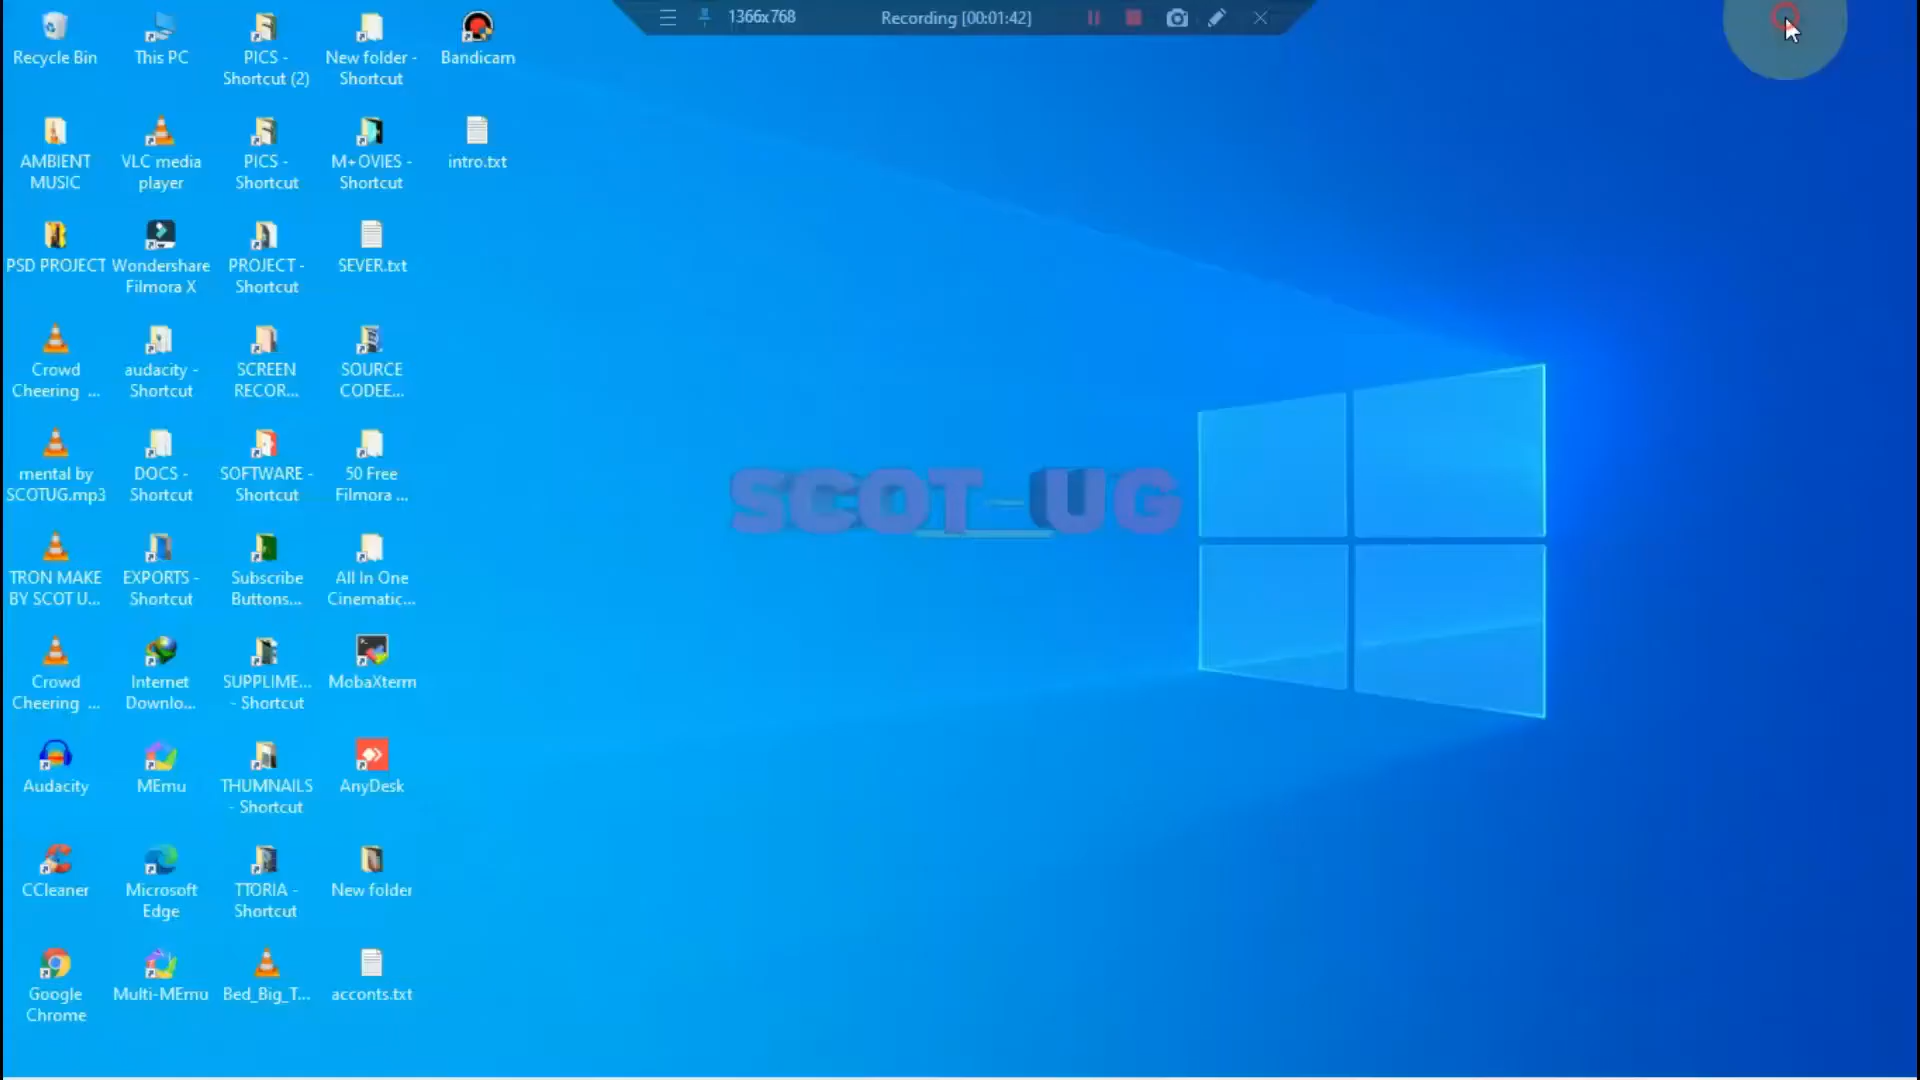 1366x768
Recording [00:01:42]
Recycle Bin
This PC
PICS -
Shortcut (2)
New folder -
Shortcut
Bandicam
AMBIENT
MUSIC
VLC media
player
PICS -
Shortcut
M+OVIES -
Shortcut
intro.txt
PSD PROJECT
Wondershare
Filmora X
PROJECT -
Shortcut
SEVER.txt
Crowd
Cheering ...
audacity -
Shortcut
SCREEN
RECOR...
SOURCE
CODEE...
mental by
SCOTUG.mp3
DOCS -
Shortcut
SOFTWARE -
Shortcut
50 Free
Filmora ...
SCOT_UG
TRON MAKE
BY SCOT U...
EXPORTS -
Shortcut
Subscribe
Buttons...
All In One
Cinematic...
Crowd
Cheering ...
Internet
Downlo...
SUPPLIME...
- Shortcut
MobaXterm
Audacity
MEmu
THUMNAILS
- Shortcut
AnyDesk
CCleaner
Microsoft
Edge
TTORIA -
Shortcut
New folder
Google
Chrome
Multi-MEmu
Bed_Big_T...
acconts.txt